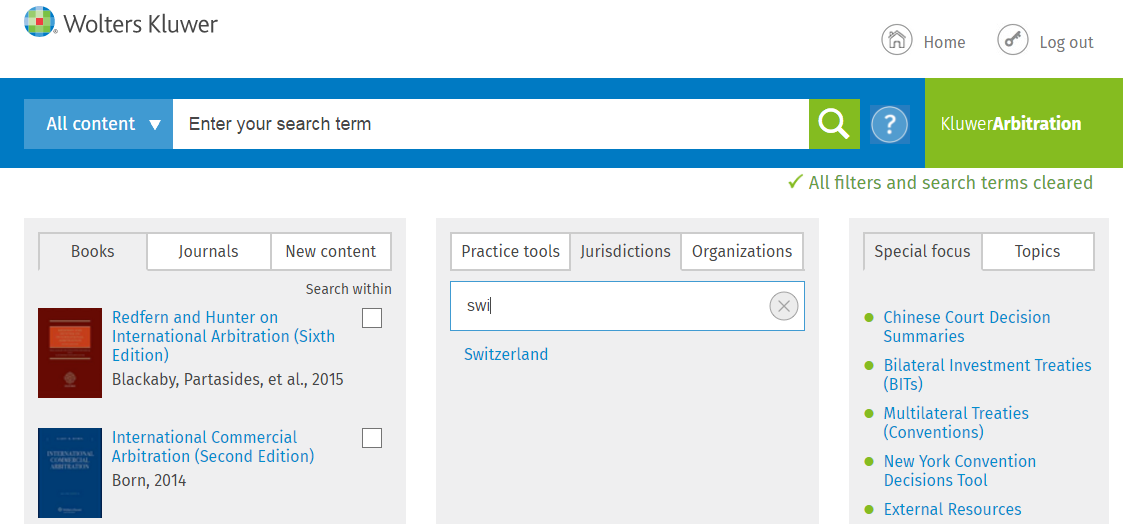 Wolters Kluwer
Home
Log out
All content
Enter your search term
?
KluwerArbitration
All filters and search terms cleared
Books
Journals
New content
Search within
Redfern and Hunter on
International Arbitration (Sixth
Edition)
Blackaby, Partasides, et al., 2015
International Commercial
Arbitration (Second Edition)
Born, 2014
INTERNATIONAL
COMMERCIAL
ARBITRATION
Practice tools
Jurisdictions
Organizations
swi
Switzerland
Special focus
Topics
Chinese Court Decision
Summaries
Bilateral Investment Treaties
(BITs)
Multilateral Treaties
(Conventions)
New York Convention
Decisions Tool
External Resources